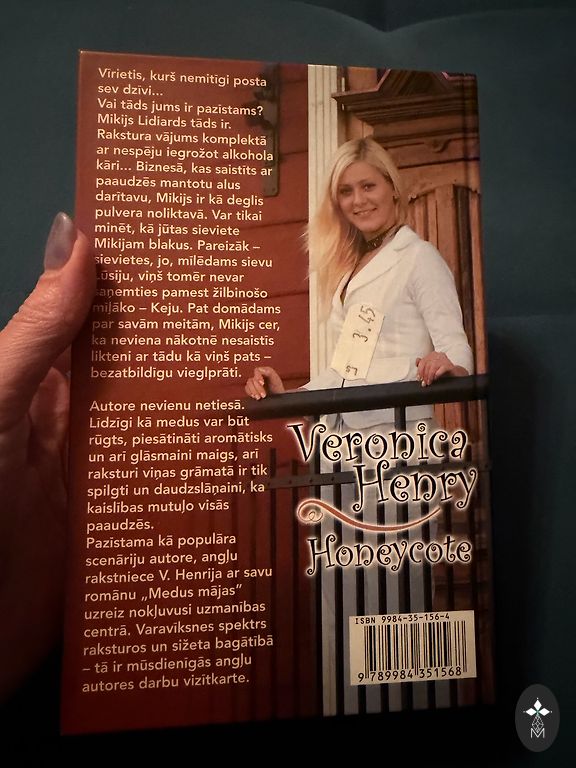 Vīrietis, kurš nemitīgi posta
sev dzīvi...
Vai tāds jums ir pazīstams?
Mikijs Lidiards tāds ir.
Rakstura vājums komplektā
ar nespēju iegrožot alkohola
kāri... Biznesā, kas saistīts ar
paaudzēs mantotu alus
darītavu, Mikijs ir kā deglis
pulvera noliktavā. Var tikai
minēt, kā jūtas sieviete
Mikijam blakus. Pareizāk –
sievietes, jo, mīlēdams sievu
Lūsiju, viņš tomēr nevar
saņemties pamest žilbinošo
mīļāko – Keju. Pat domādams
par savām meitām, Mikijs cer,
ka neviena nākotnē nesaistīs
likteni ar tādu kā viņš pats –
bezatbildīgu vieglprāti.
Autore nevienu netiesā.
Līdzīgi kā medus var būt
rūgts, piesātināti aromātisks
un arī glāsmaini maigs, arī
raksturi viņas grāmatā ir tik
spilgti un daudzslāņaini, ka
kaislības mutuļo visās
paaudzēs.
Pazīstama kā populāra
scenāriju autore, angļu
rakstniece V. Henrija ar savu
romānu „Medus mājas”
uzreiz nokļuvusi uzmanības
centrā. Varavīksnes spektrs
raksturos un sižeta bagātībā
– tā ir mūsdienīgās angļu
autores darbu vizītkarte.
3.45
Veronica
Henry
Honeycote
ISBN 9984-35-156-4
9 789984 351568
M